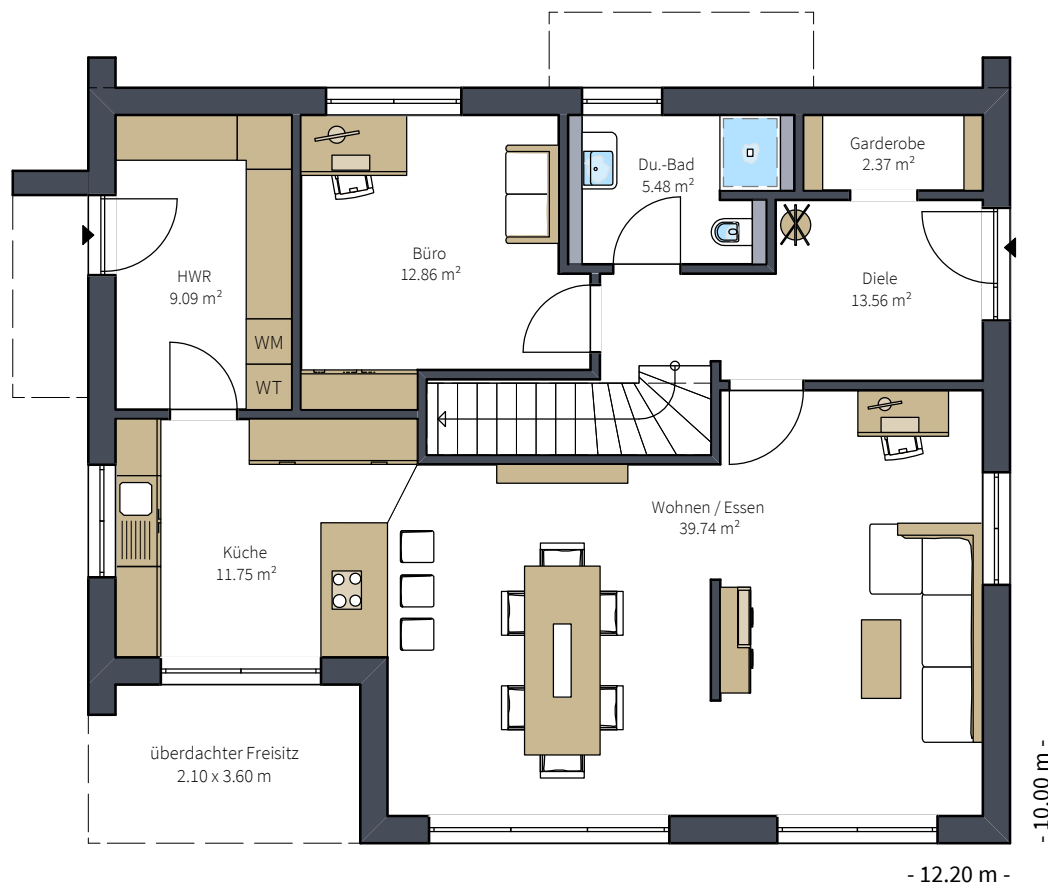 Garderobe
2.37 m²
Du.-Bad
5.48 m²
Büro
12.86 m²
HWR
9.09 m²
Diele
13.56 m²
WM
WT
Wohnen / Essen
39.74 m²
Küche
11.75 m²
überdachter Freisitz
2.10 x 3.60 m
- 10.00 m -
- 12.20 m -